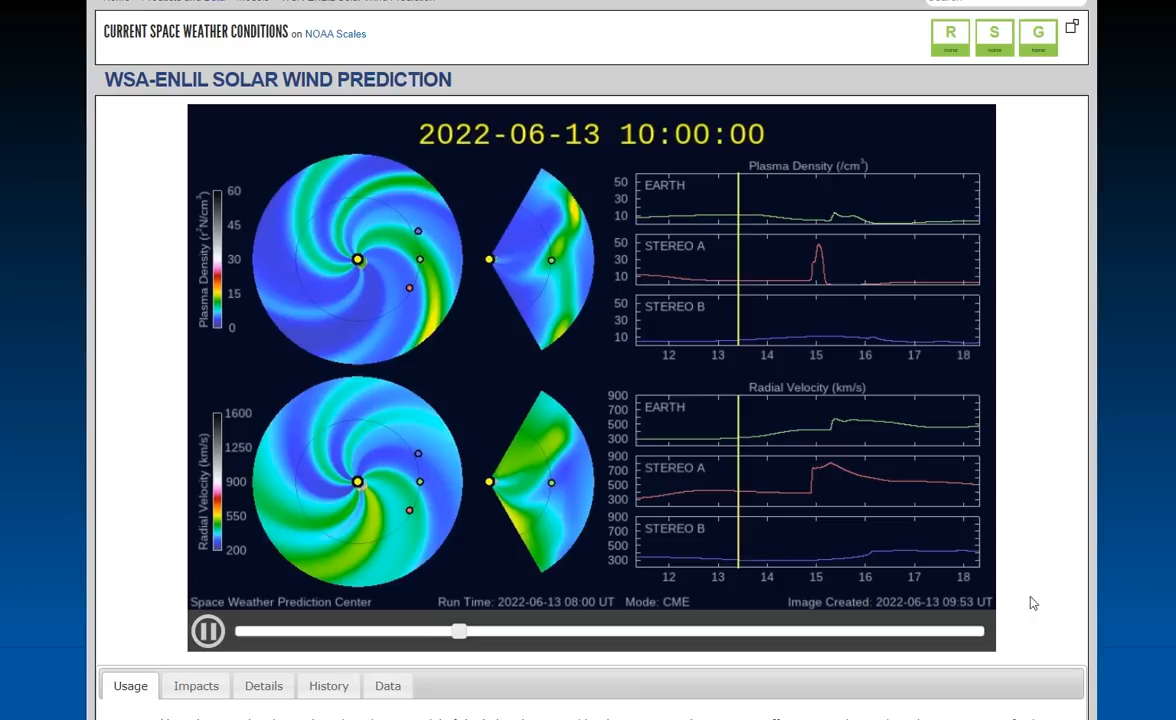 CURRENT SPACE WEATHER CONDITIONS on NOAA Scales
R S G
none none none
WSA-ENLIL SOLAR WIND PREDICTION
2022-06-13 10:00:00
Plasma Density (r²N/cm³)
60
45
30
15
0
Plasma Density (/cm³)
EARTH
50
30
10
STEREO A
50
30
10
STEREO B
50
30
10
12 13 14 15 16 17 18
Radial Velocity (km/s)
1600
1250
900
550
200
Radial Velocity (km/s)
EARTH
900
700
500
300
STEREO A
900
700
500
300
STEREO B
900
700
500
300
12 13 14 15 16 17 18
Space Weather Prediction Center Run Time: 2022-06-13 08:00 UT Mode: CME Image Created: 2022-06-13 09:53 UT
Usage Impacts Details History Data